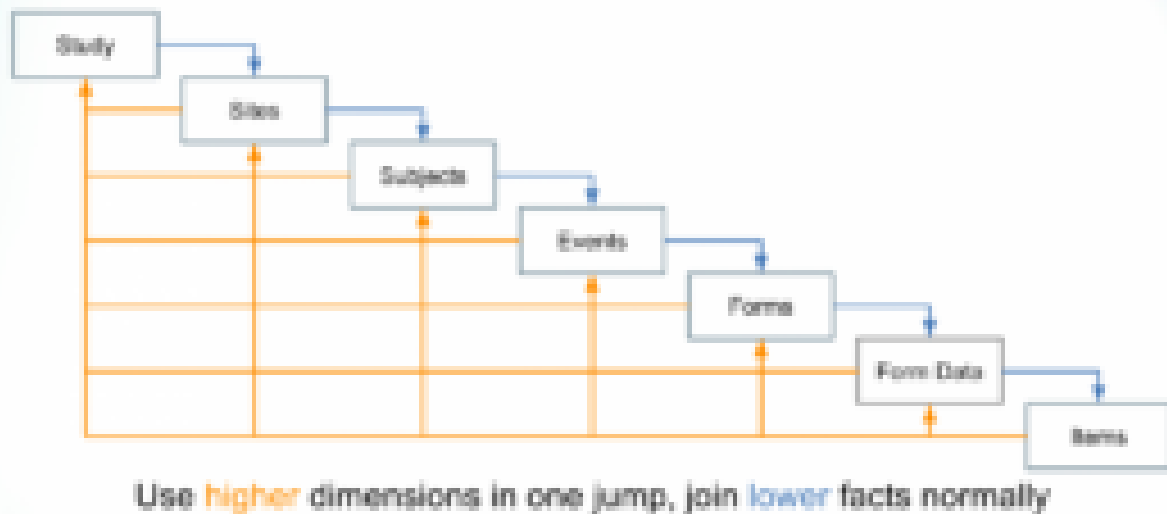 Study
Sites
Subjects
Events
Forms
Form Data
Items
Use higher dimensions in one jump, join lower facts normally